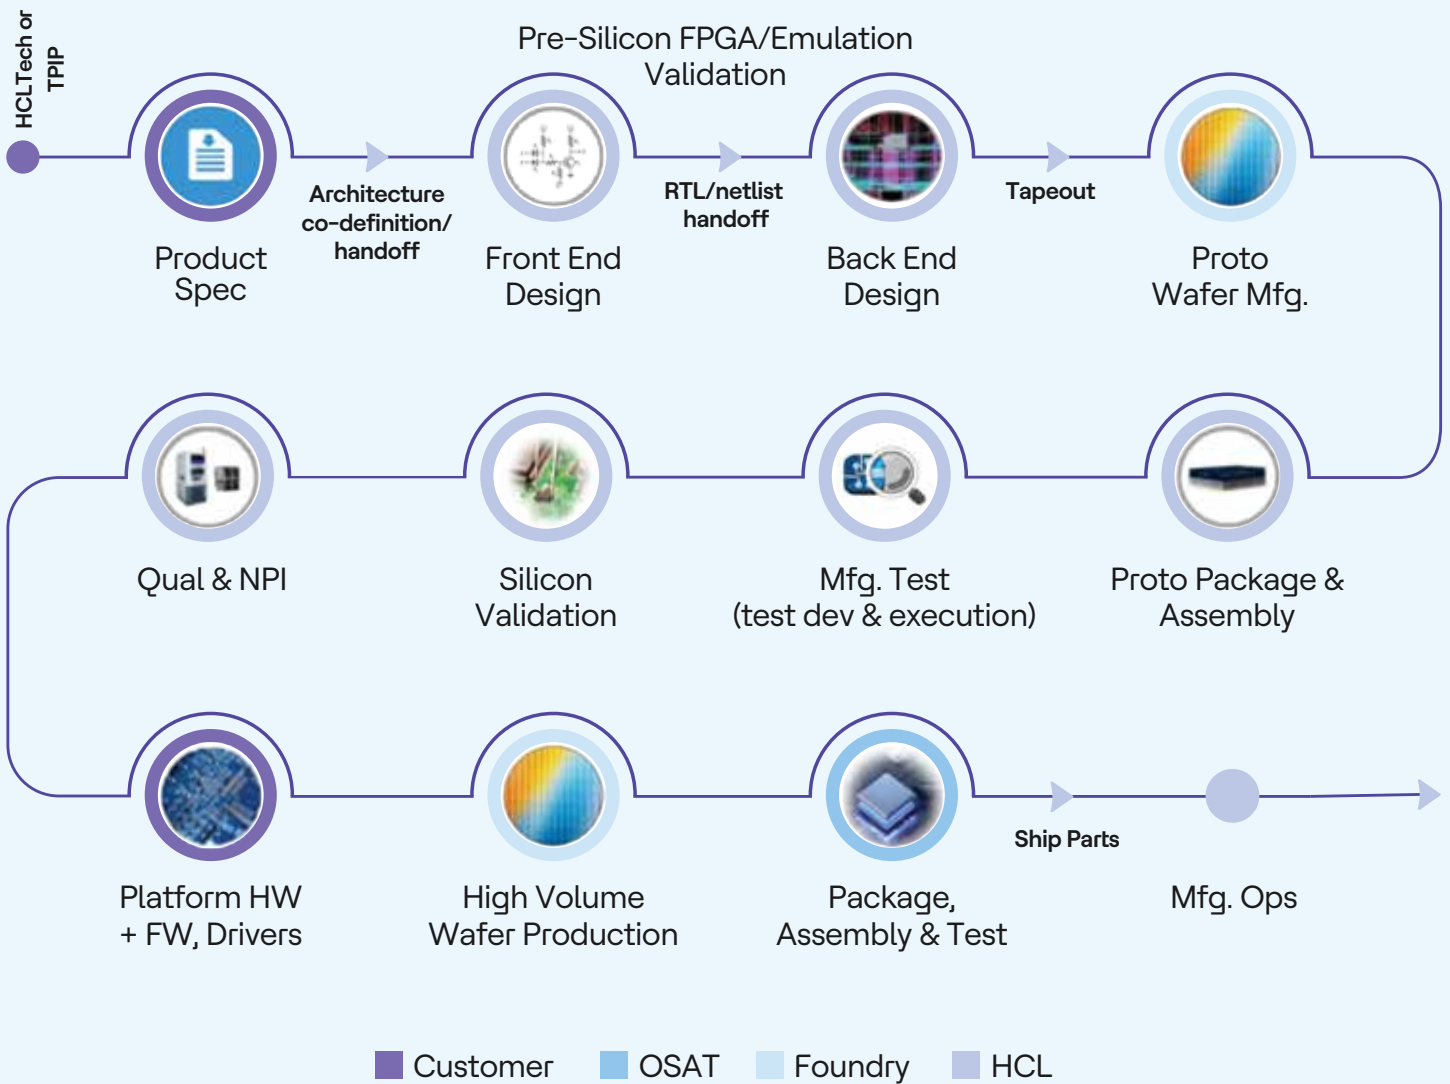 HCLTech or
TPIP
Pre-Silicon FPGA/Emulation
Validation
Architecture
co-definition/
handoff
RTL/netlist
handoff
Tapeout
Product
Spec
Front End
Design
Back End
Design
Proto
Wafer Mfg.
Qual & NPI
Silicon
Validation
Mfg. Test
(test dev & execution)
Proto Package &
Assembly
Ship Parts
Platform HW
+ FW, Drivers
High Volume
Wafer Production
Package,
Assembly & Test
Mfg. Ops
Customer
OSAT
Foundry
HCL